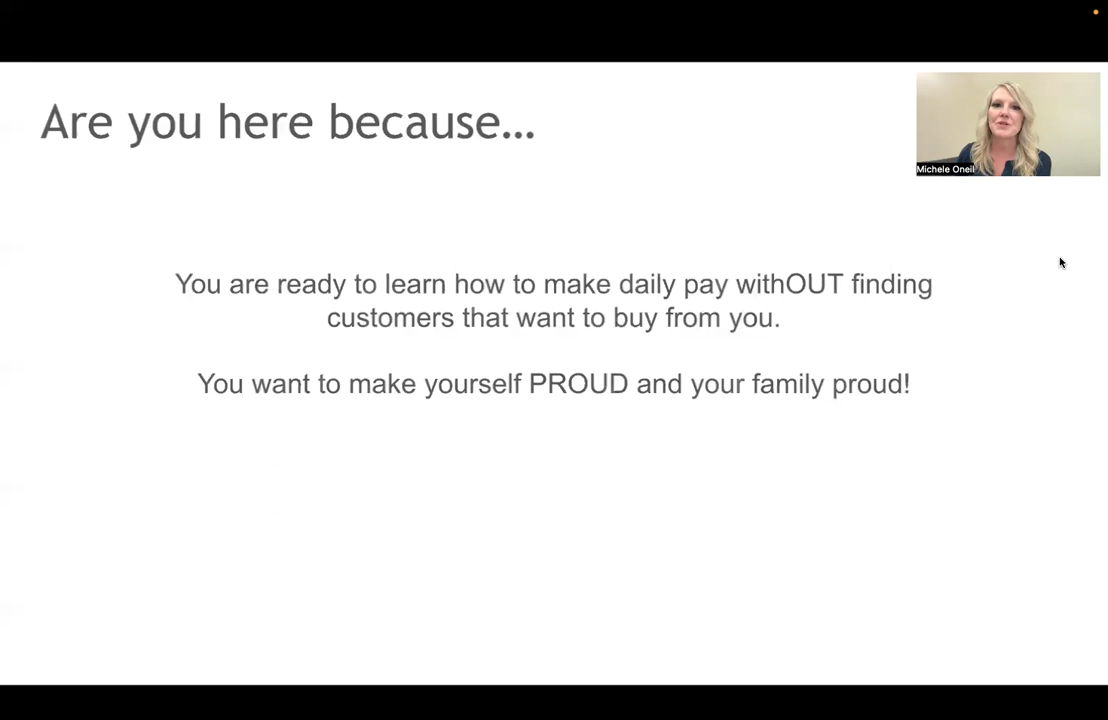 Are you here because...
Michele Oneil
You are ready to learn how to make daily pay withOUT finding
customers that want to buy from you.
You want to make yourself PROUD and your family proud!